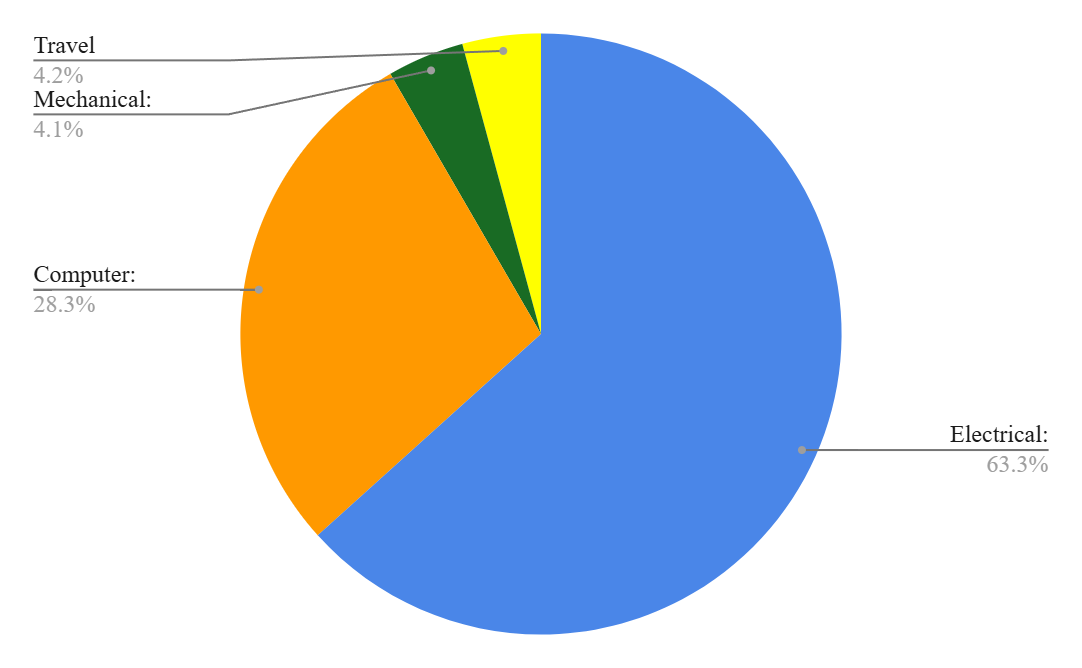 Travel
4.2%
Mechanical:
4.1%
Computer:
28.3%
Electrical:
63.3%